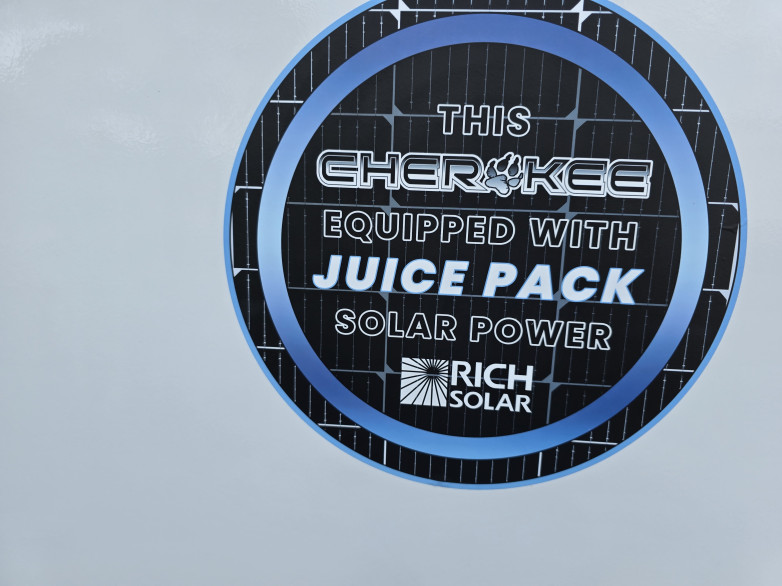 THIS
CHEROKEE
EQUIPPED WITH
JUICE PACK
SOLAR POWER
RICH
SOLAR